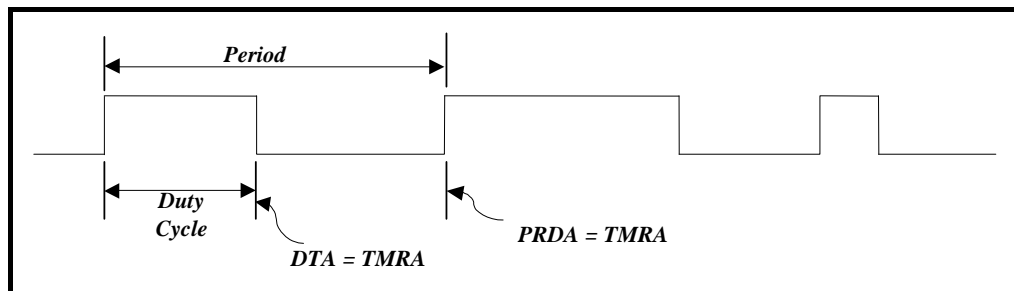 Period
Duty
Cycle
DTA = TMRA
PRDA = TMRA